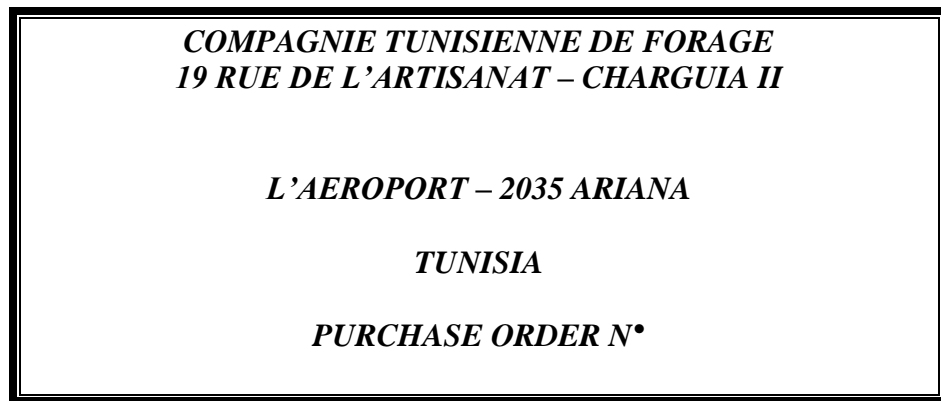 COMPAGNIE TUNISIENNE DE FORAGE
19 RUE DE L’ARTISANAT – CHARGUIA II
L’AEROPORT – 2035 ARIANA
TUNISIA
PURCHASE ORDER N•